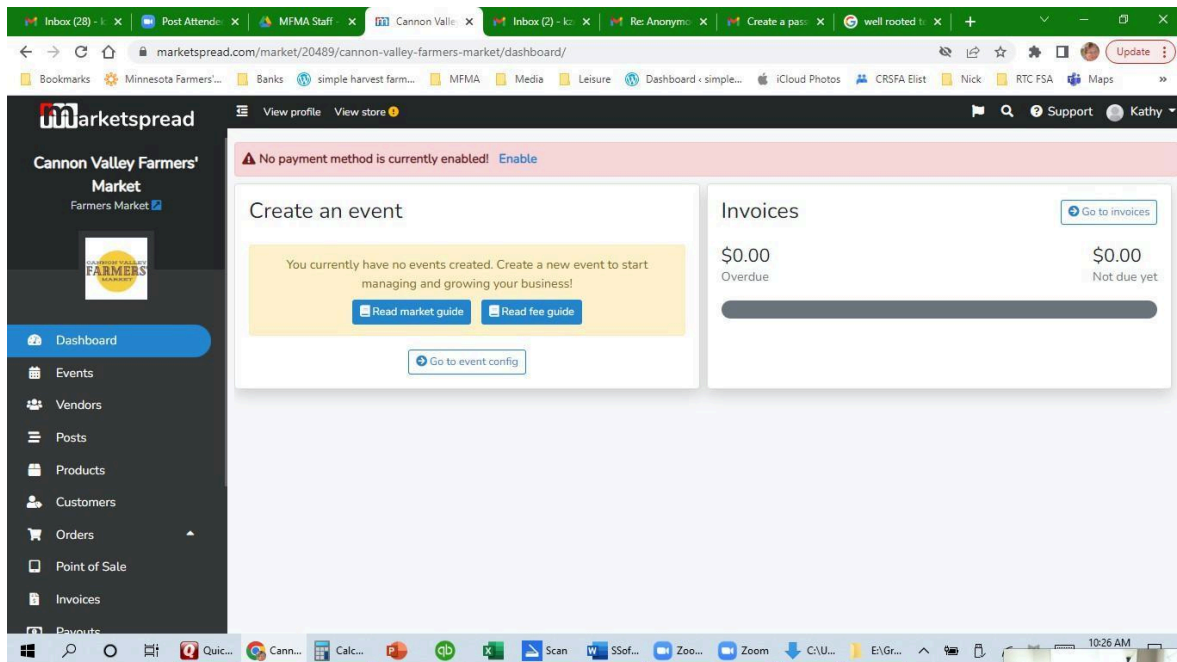 Inbox (28) - k
Post Attende
MFMA Staff -
Cannon Valle
Inbox (2) - kz
Re: Anonymo
Create a pass
well rooted te
marketspread.com/market/20489/cannon-valley-farmers-market/dashboard/
Update
Bookmarks
Minnesota Farmers'...
Banks
simple harvest farm...
MFMA
Media
Leisure
Dashboard ‹ simple...
iCloud Photos
CRSFA Elist
Nick
RTC FSA
Maps
»
marketspread
View profile
View store
Support
Kathy
Cannon Valley Farmers'
Market
Farmers Market
CANNON VALLEY
FARMERS'
MARKET
Dashboard
Events
Vendors
Posts
Products
Customers
Orders
Point of Sale
Invoices
Payouts
No payment method is currently enabled! Enable
Create an event
You currently have no events created. Create a new event to start
managing and growing your business!
Read market guide
Read fee guide
Go to event config
Invoices
Go to invoices
$0.00
Overdue
$0.00
Not due yet
Quic...
Cann...
Calc...
Scan
SSof...
Zoo...
Zoom
C:\U...
E:\Gr...
10:26 AM